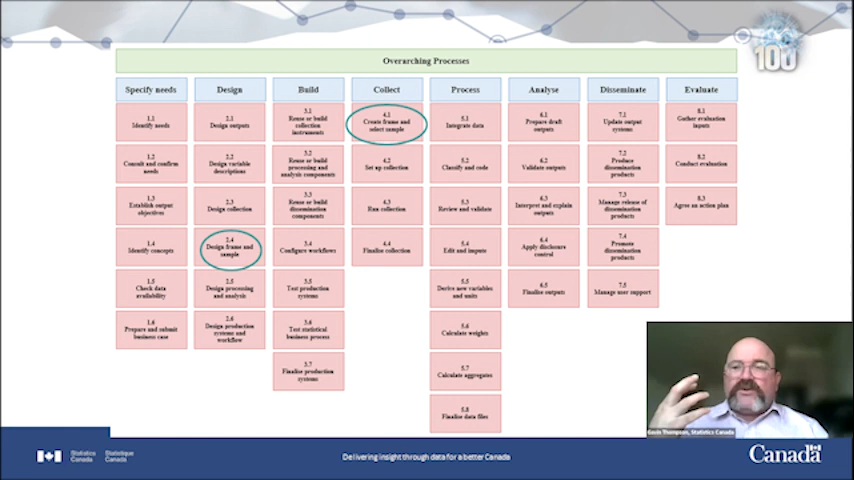 100
Canada
Overarching Processes
Specify needs
Design
Build
Collect
Process
Analyse
Disseminate
Evaluate
1.1
Identify needs
1.2
Consult and confirm
needs
1.3
Establish output
objectives
1.4
Identify concepts
1.5
Check data
availability
1.6
Prepare and submit
business case
2.1
Design outputs
2.2
Design variable
descriptions
2.3
Design collection
2.4
Design frame and
sample
2.5
Design processing
and analysis
2.6
Design production
systems and
workflow
3.1
Reuse or build
collection
instruments
3.2
Reuse or build
processing and
analysis components
3.3
Reuse or build
dissemination
components
3.4
Configure workflows
3.5
Test production
systems
3.6
Test statistical
business process
3.7
Finalise production
systems
4.1
Create frame and
select sample
4.2
Set up collection
4.3
Run collection
4.4
Finalise collection
5.1
Integrate data
5.2
Classify and code
5.3
Review and validate
5.4
Edit and impute
5.5
Derive new variables
and units
5.6
Calculate weights
5.7
Calculate aggregates
5.8
Finalise data files
6.1
Prepare draft
outputs
6.2
Validate outputs
6.3
Interpret and explain
outputs
6.4
Apply disclosure
control
6.5
Finalise outputs
7.1
Update output
systems
7.2
Produce
dissemination
products
7.3
Manage release of
dissemination
products
7.4
Promote
dissemination
products
7.5
Manage user support
8.1
Gather evaluation
inputs
8.2
Conduct evaluation
8.3
Agree an action plan
Thompson, Statistics Canada
Statistics
Canada
Statistique
Canada
Delivering insight through data for a better Canada
Canada